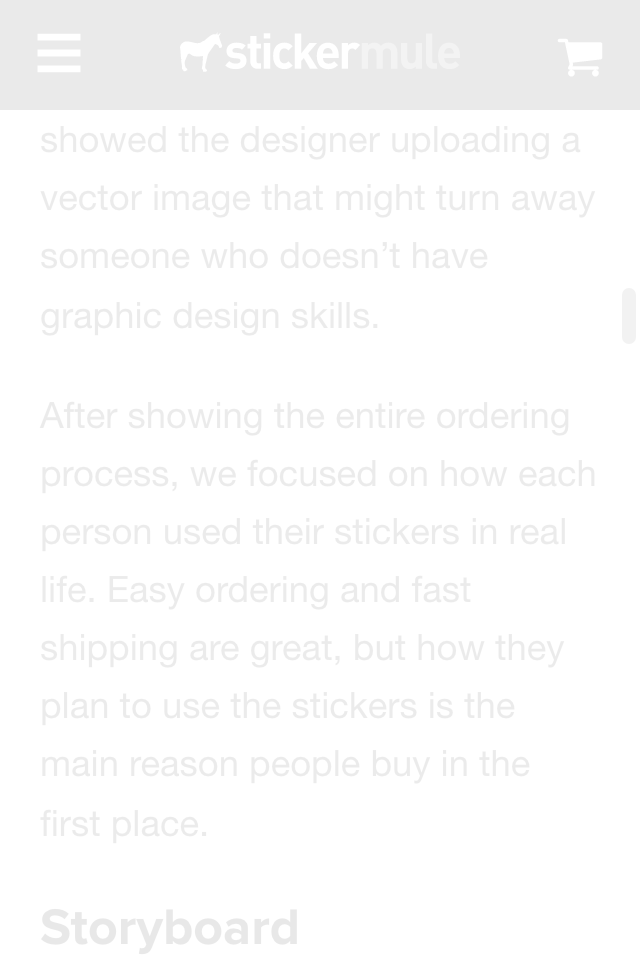 stickermule
showed the designer uploading a
vector image that might turn away
someone who doesn’t have
graphic design skills.
After showing the entire ordering
process, we focused on how each
person used their stickers in real
life. Easy ordering and fast
shipping are great, but how they
plan to use the stickers is the
main reason people buy in the
first place.
Storyboard